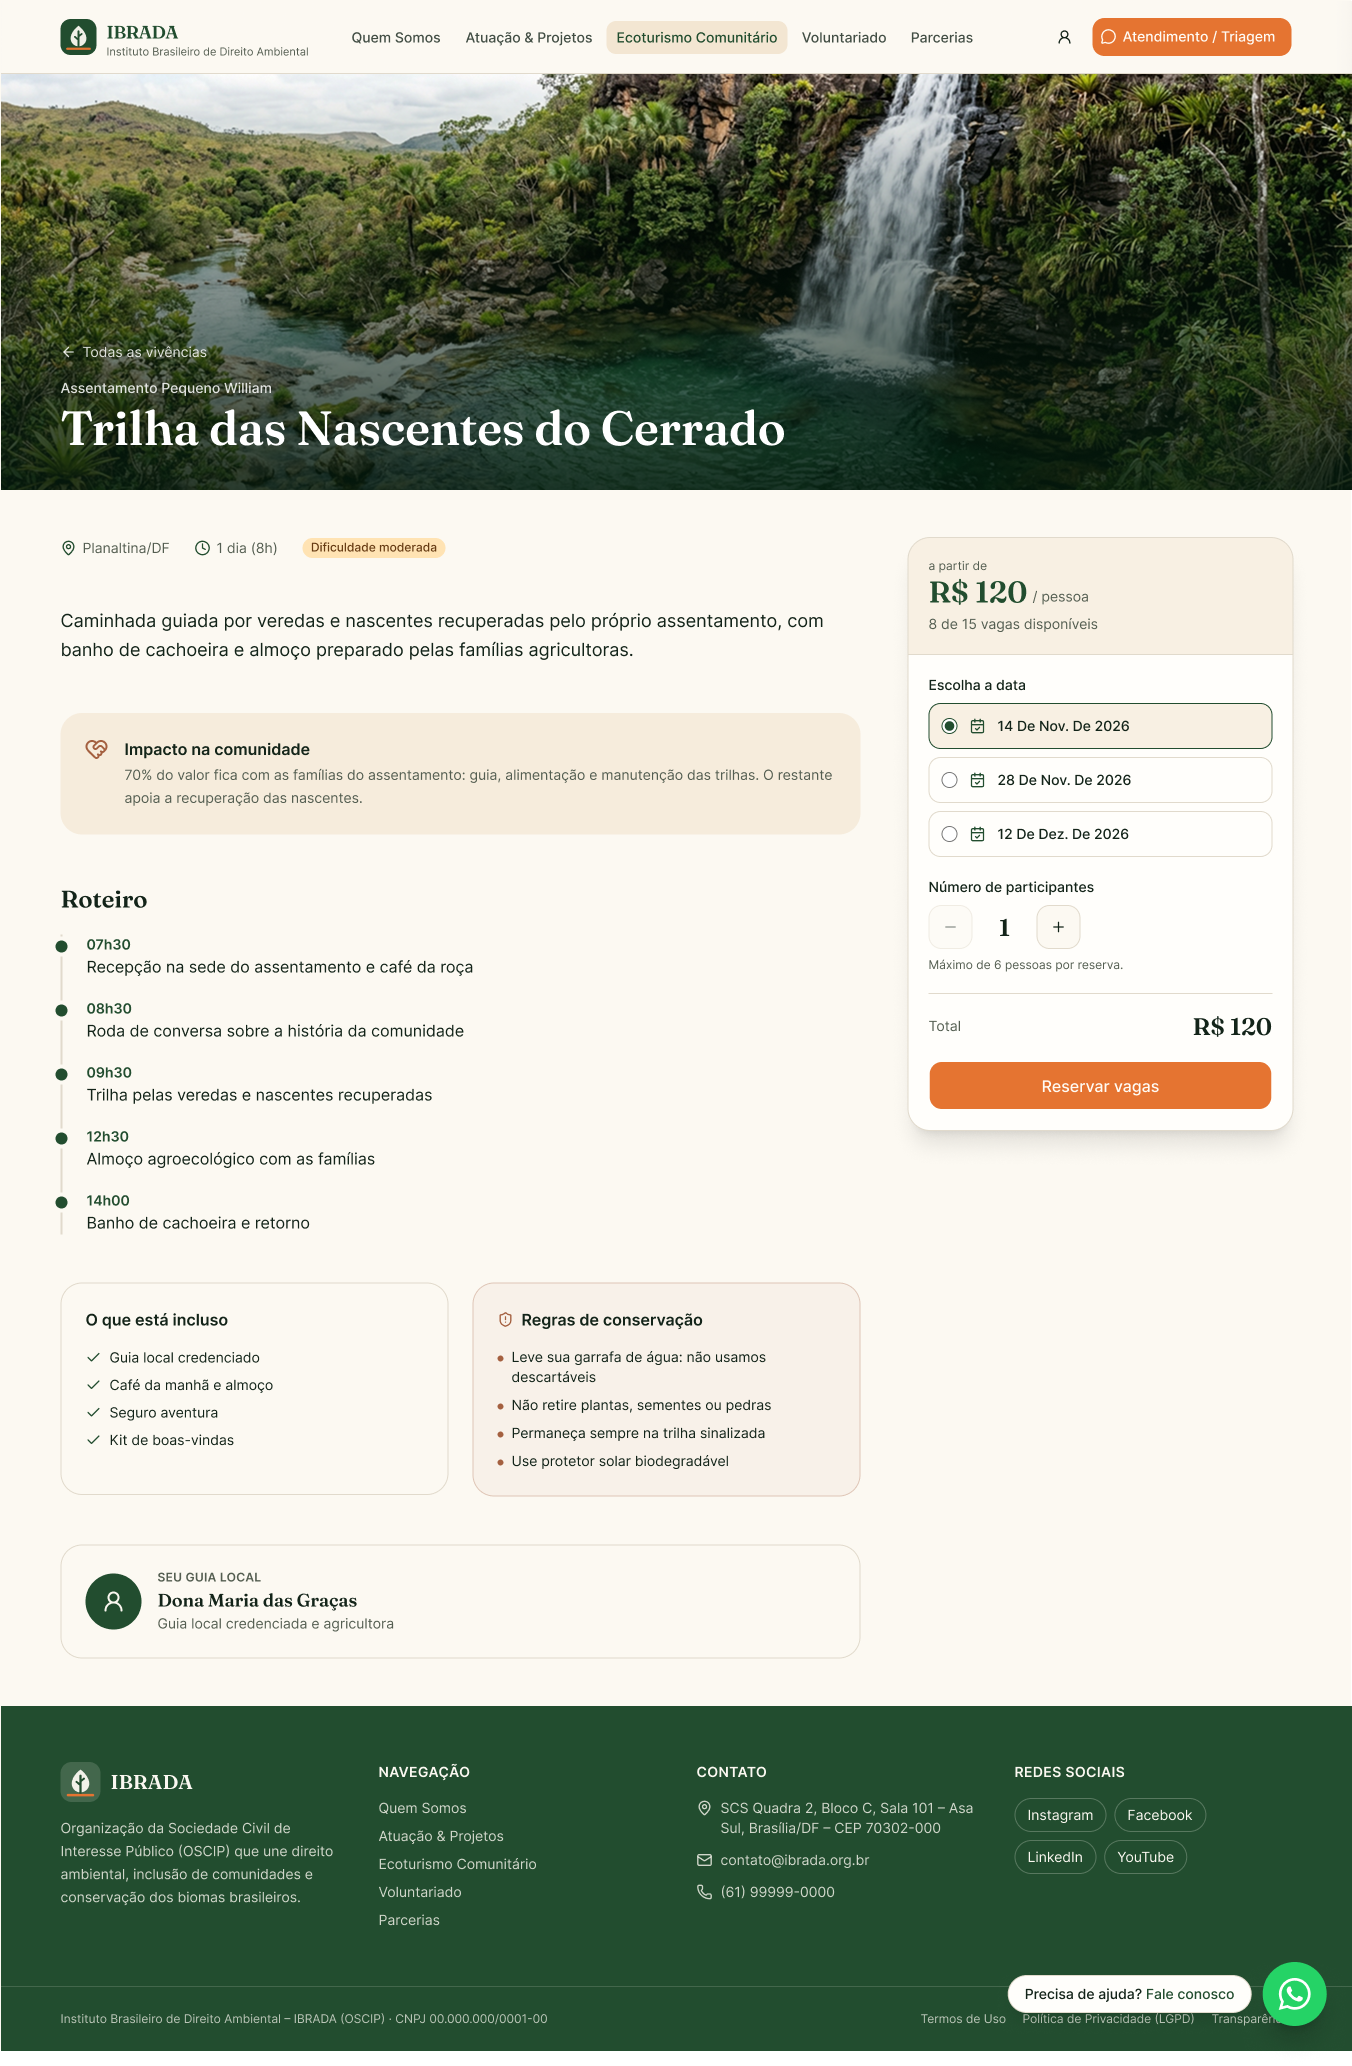 IBRADA
Instituto Brasileiro de Direito Ambiental
Quem Somos
Atuação & Projetos
Ecoturismo Comunitário
Voluntariado
Parcerias
Atendimento / Triagem
Todas as vivências
Assentamento Pequeno William
Trilha das Nascentes do Cerrado
Planaltina/DF
1 dia (8h)
Dificuldade moderada
Caminhada guiada por veredas e nascentes recuperadas pelo próprio assentamento, com
banho de cachoeira e almoço preparado pelas famílias agricultoras.
Impacto na comunidade
70% do valor fica com as famílias do assentamento: guia, alimentação e manutenção das trilhas. O restante
apoia a recuperação das nascentes.
Roteiro
07h30
Recepção na sede do assentamento e café da roça
08h30
Roda de conversa sobre a história da comunidade
09h30
Trilha pelas veredas e nascentes recuperadas
12h30
Almoço agroecológico com as famílias
14h00
Banho de cachoeira e retorno
O que está incluso
Guia local credenciado
Café da manhã e almoço
Seguro aventura
Kit de boas-vindas
Regras de conservação
Leve sua garrafa de água: não usamos
descartáveis
Não retire plantas, sementes ou pedras
Permaneça sempre na trilha sinalizada
Use protetor solar biodegradável
SEU GUIA LOCAL
Dona Maria das Graças
Guia local credenciada e agricultora
a partir de
R$ 120 / pessoa
8 de 15 vagas disponíveis
Escolha a data
14 De Nov. De 2026
28 De Nov. De 2026
12 De Dez. De 2026
Número de participantes
1
Máximo de 6 pessoas por reserva.
Total
R$ 120
Reservar vagas
IBRADA
Organização da Sociedade Civil de
Interesse Público (OSCIP) que une direito
ambiental, inclusão de comunidades e
conservação dos biomas brasileiros.
NAVEGAÇÃO
Quem Somos
Atuação & Projetos
Ecoturismo Comunitário
Voluntariado
Parcerias
CONTATO
SCS Quadra 2, Bloco C, Sala 101 – Asa
Sul, Brasília/DF – CEP 70302-000
contato@ibrada.org.br
(61) 99999-0000
REDES SOCIAIS
Instagram
Facebook
LinkedIn
YouTube
Precisa de ajuda? Fale conosco
Instituto Brasileiro de Direito Ambiental – IBRADA (OSCIP) · CNPJ 00.000.000/0001-00
Termos de Uso
Política de Privacidade (LGPD)